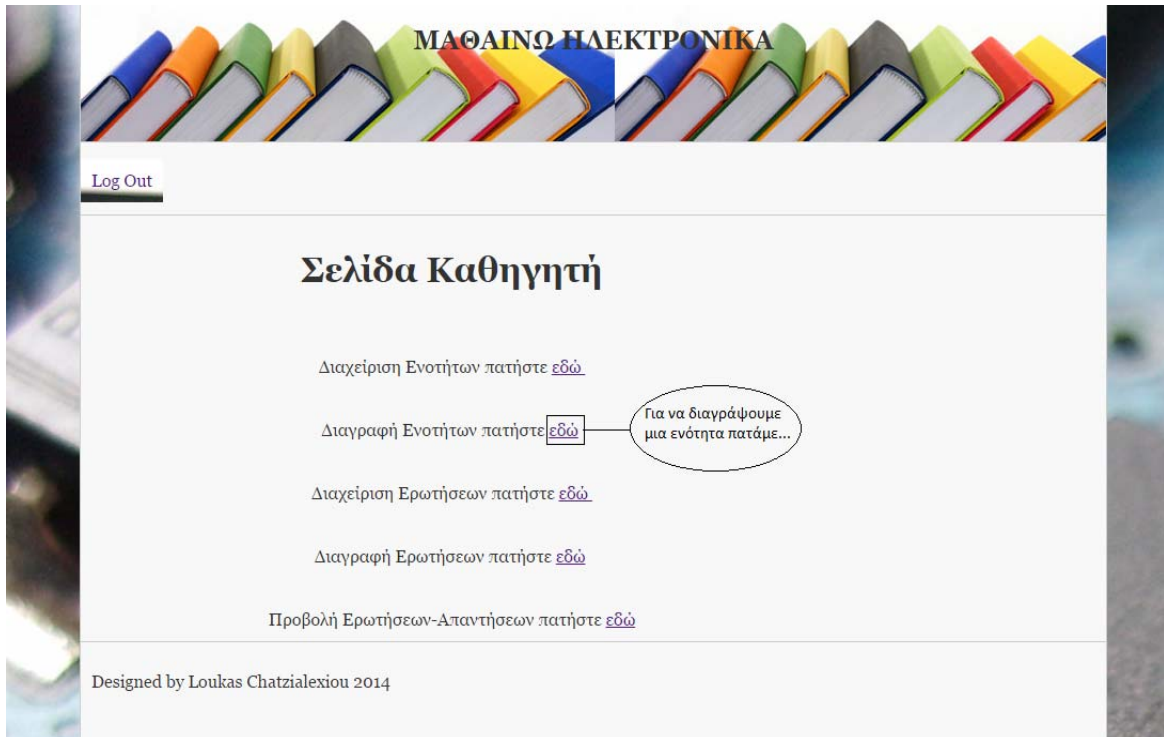 ΜΑΘΑΙΝΩ ΗΛΕΚΤΡΟΝΙΚΑ
Log Out
Σελίδα Καθηγητή
Διαχείριση Ενοτήτων πατήστε εδώ
Διαγραφή Ενοτήτων πατήστε εδώ
Για να διαγράψουμε
μια ενότητα πατάμε...
Διαχείριση Ερωτήσεων πατήστε εδώ
Διαγραφή Ερωτήσεων πατήστε εδώ
Προβολή Ερωτήσεων-Απαντήσεων πατήστε εδώ
Designed by Loukas Chatzialexiou 2014